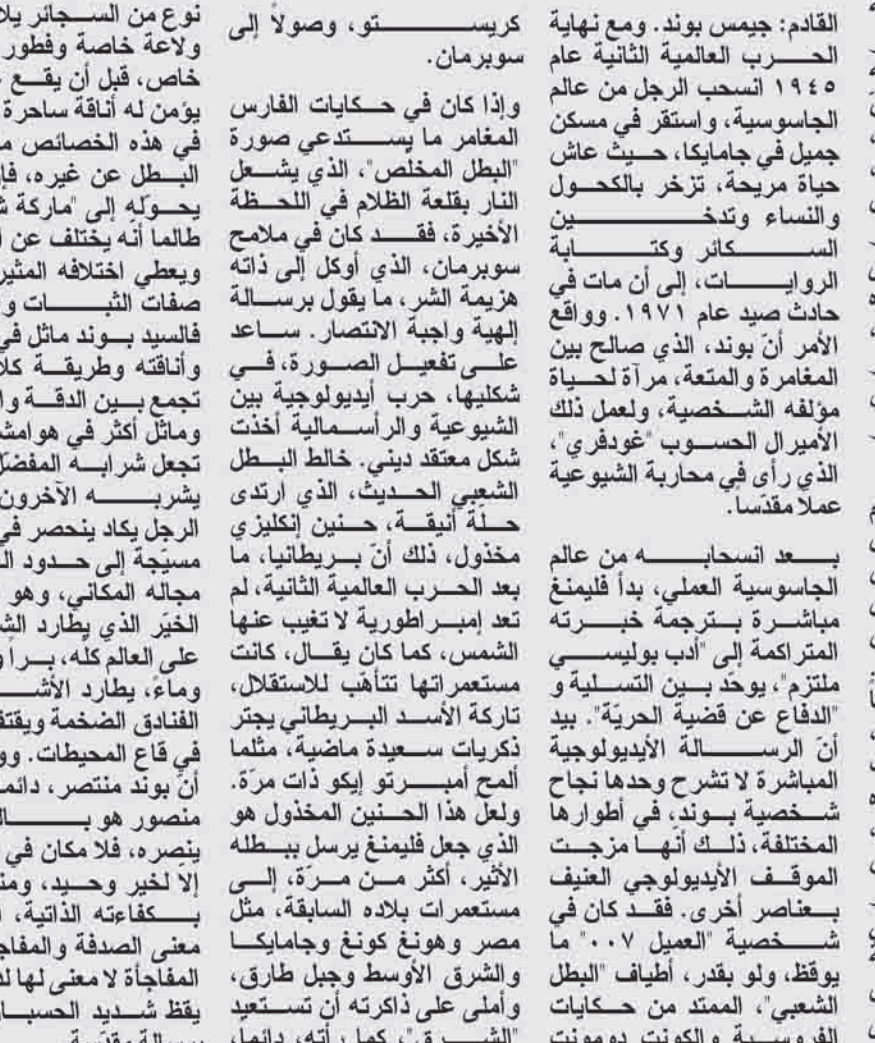 القادم: جيمس بوند. ومع نهاية
الحرب العالمية الثانية عام
١٩٤٥ انسحب الرجل من عالم
الجاسوسية، واستقر في مسكن
جميل في جامايكا، حيث عاش
حياة مريحة، تزخر بالكحول
والنساء وتدخين
السكائر وكتابة
الروايات، إلى أن مات في
حادث صيد عام ١٩٧١. وواقع
الأمر أنّ بوند، الذي صالح بين
المغامرة والمتعة، مرآة لحياة
مؤلفه الشخصية، ولعمل ذلك
الأميرال الحسوب "غودفري"،
الذي رأى في محاربة الشيوعية
عملاً مقدّسا.
بعد انسحابه من عالم
الجاسوسية العملي، بدأ فليمنغ
مباشرة بترجمة خبرته
المتراكمة إلى "أدب بوليسي
ملتزم"، يوحّد بين التسلية و
"الدفاع عن قضية الحريّة". بيد
أنّ الرسالة الأيديولوجية
المباشرة لا تشرح وحدها نجاح
شخصية بوند، في أطوارها
المختلفة، ذلك أنّها مزجت
الموقف الأيديولوجي العنيف
بعناصر أخرى. فقد كان في
شخصية "العميل ٠٠٧" ما
يوقظ، ولو بقدر، أطياف "البطل
الشعبي"، الممتد من حكايات
الفروسية والكونت دومونت
كريستو، وصولاً إلى
سوبرمان.
وإذا كان في حكايات الفارس
المغامر ما يستدعي صورة
"البطل المخلّص"، الذي يشعل
النار بقلعة الظلام في اللحظة
الأخيرة، فقد كان في ملامح
سوبرمان، الذي أوكل إلى ذاته
هزيمة الشر، ما يقول برسالة
إلهية واجبة الانتصار. ساعد
على تفعيل الصورة، في
شكليها، حرب أيديولوجية بين
الشيوعية والرأسمالية أخذت
شكل معتقد ديني. خالط البطل
الشعبي الحديث، الذي ارتدى
حلّة أنيقة، حنين إنكليزي
مخذول، ذلك أنّ بريطانيا، ما
بعد الحرب العالمية الثانية، لم
تعد إمبراطورية لا تغيب عنها
الشمس، كما كان يقال، كانت
مستعمراتها تتأهّب للاستقلال،
تاركة الأسد البريطاني يجتر
ذكريات سعيدة ماضية، مثلما
ألمح أمبرتو إيكو ذات مرّة.
ولعلّ هذا الحنين المخذول هو
الذي جعل فليمنغ يرسل ببطله
الأثير، أكثر من مرّة، إلى
مستعمرات بلاده السابقة، مثل
مصر وهونغ كونغ وجامايكا
والشرق الأوسط وجبل طارق،
وأملى على ذاكرته أن تستعيد
"الشرق"، كما رأته، دائما،
نوع من السجائر
ولاعة خاصة وفطور
خاص، قبل أن يقع
يؤمن له أناقة ساحرة
في هذه الخصائص
البطل عن غيره،
يحوّله إلى "ماركة
طالما أنه يختلف عن
ويعطي اختلافه المثير
صفات الثبات و
فالسيد بوند ماثل في
وأناقته وطريقة
تجمع بين الدقة
وماثل أكثر في
تجعل شرابه
يشربه الآخرون
الرجل يكاد ينحصر في
مسيّجة إلى حدود
مجاله المكاني، وهو
الخيّر الذي يطارد
على العالم كله، برا
وماءً، يطارد
الفنادق الضخمة
في قاع المحيطات.
أنّ بوند منتصر،
منصور هو
ينصره، فلا مكان في
إلا لخير وحيد،
بكفاءته الذاتية،
معنى الصدفة
المفاجأة لا معنى لها
يقظ شديد